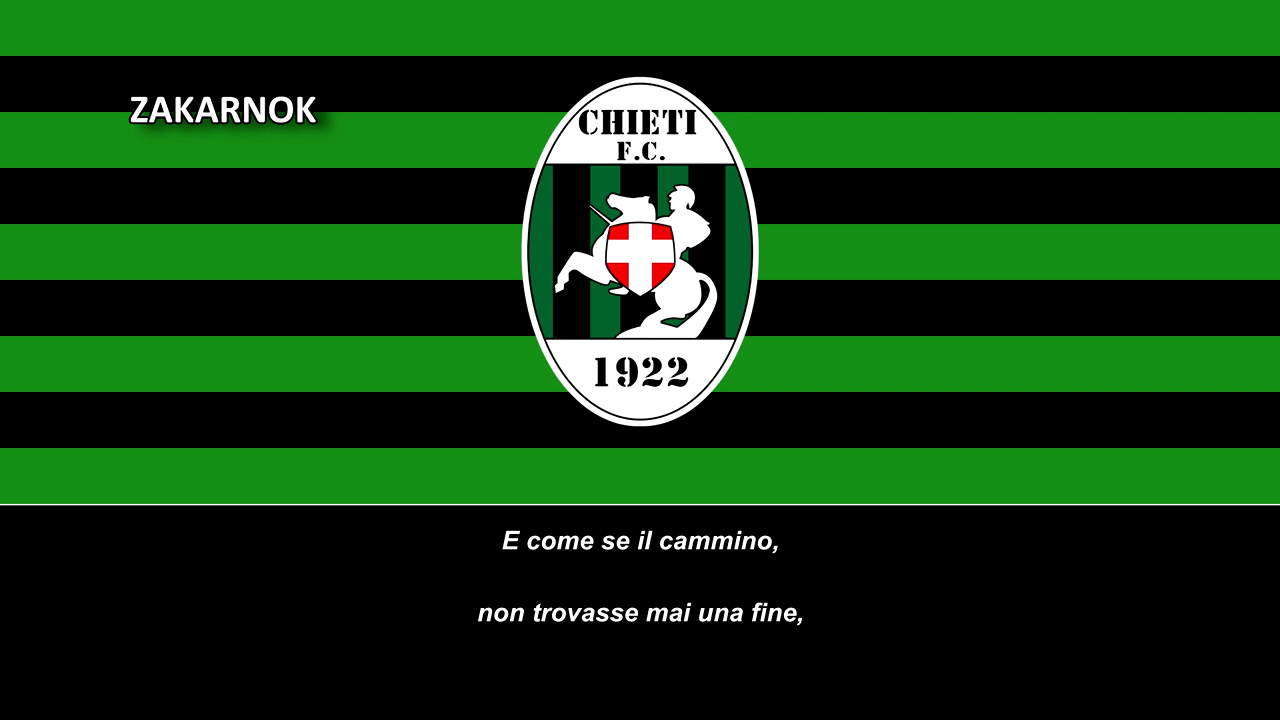 ZAKARNOK
CHIETI
F.C.
1922
E come se il cammino,
non trovasse mai una fine,